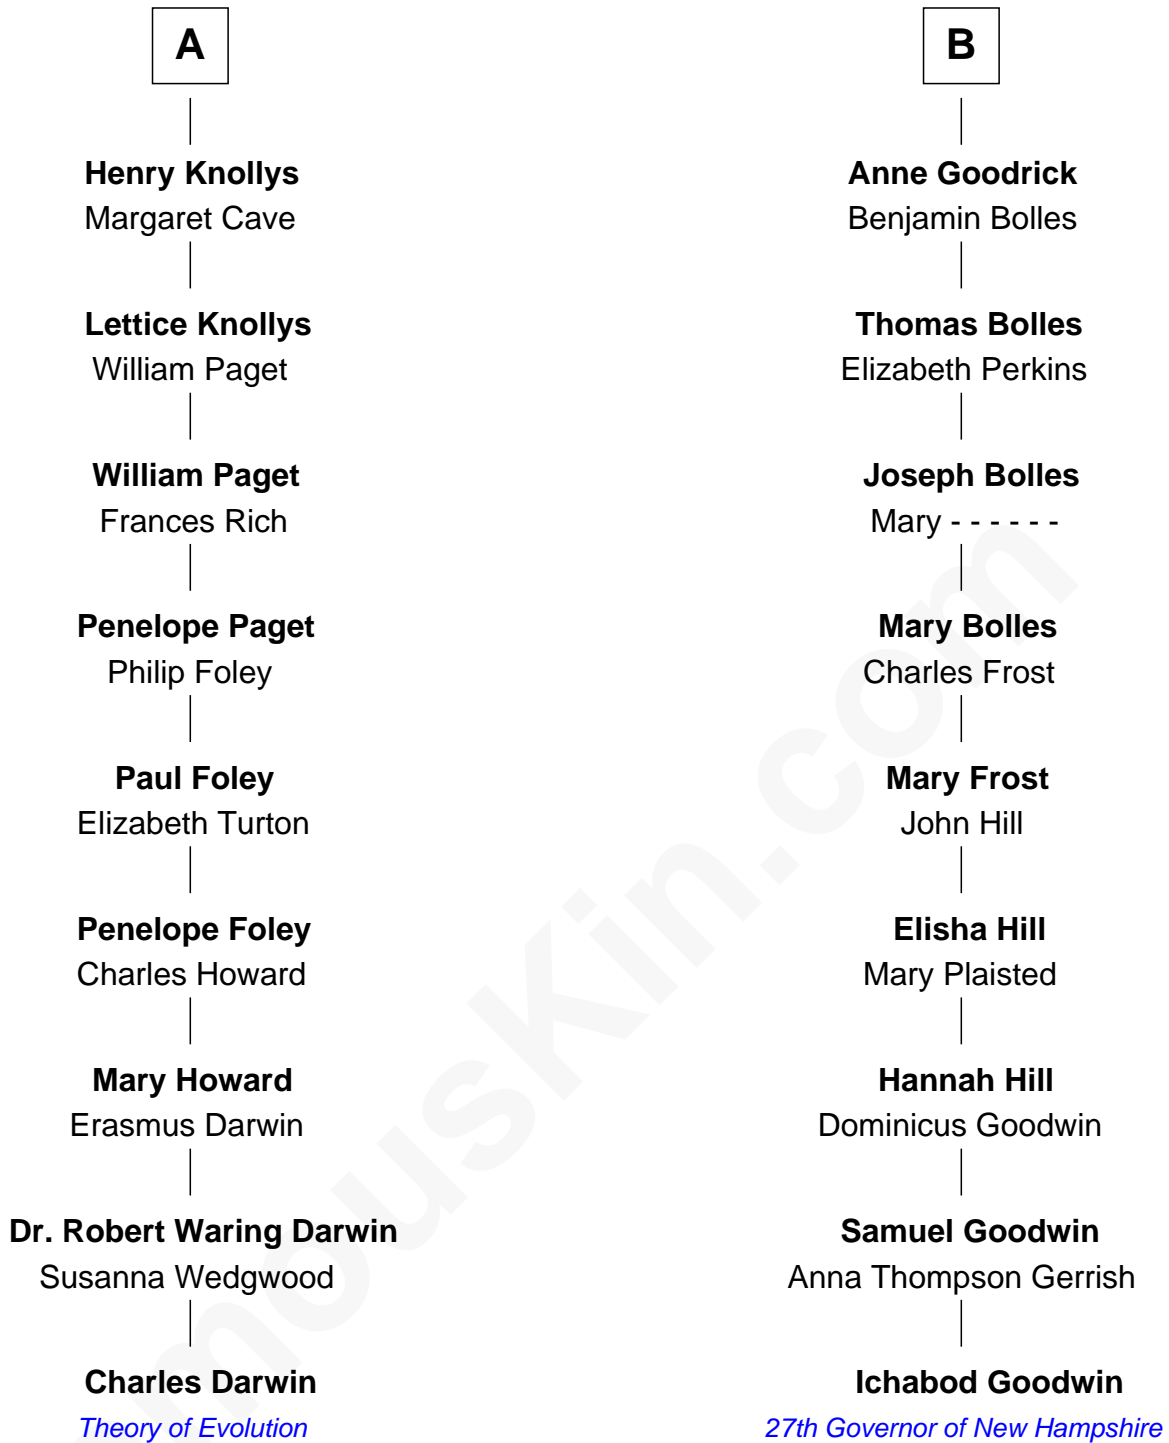 A
Henry Knollys
Margaret Cave
Lettice Knollys
William Paget
William Paget
Frances Rich
Penelope Paget
Philip Foley
Paul Foley
Elizabeth Turton
Penelope Foley
Charles Howard
Mary Howard
Erasmus Darwin
Dr. Robert Waring Darwin
Susanna Wedgwood
Charles Darwin
Theory of Evolution
B
Anne Goodrick
Benjamin Bolles
Thomas Bolles
Elizabeth Perkins
Joseph Bolles
Mary - - - - - -
Mary Bolles
Charles Frost
Mary Frost
John Hill
Elisha Hill
Mary Plaisted
Hannah Hill
Dominicus Goodwin
Samuel Goodwin
Anna Thompson Gerrish
Ichabod Goodwin
27th Governor of New Hampshire
mousKin.com